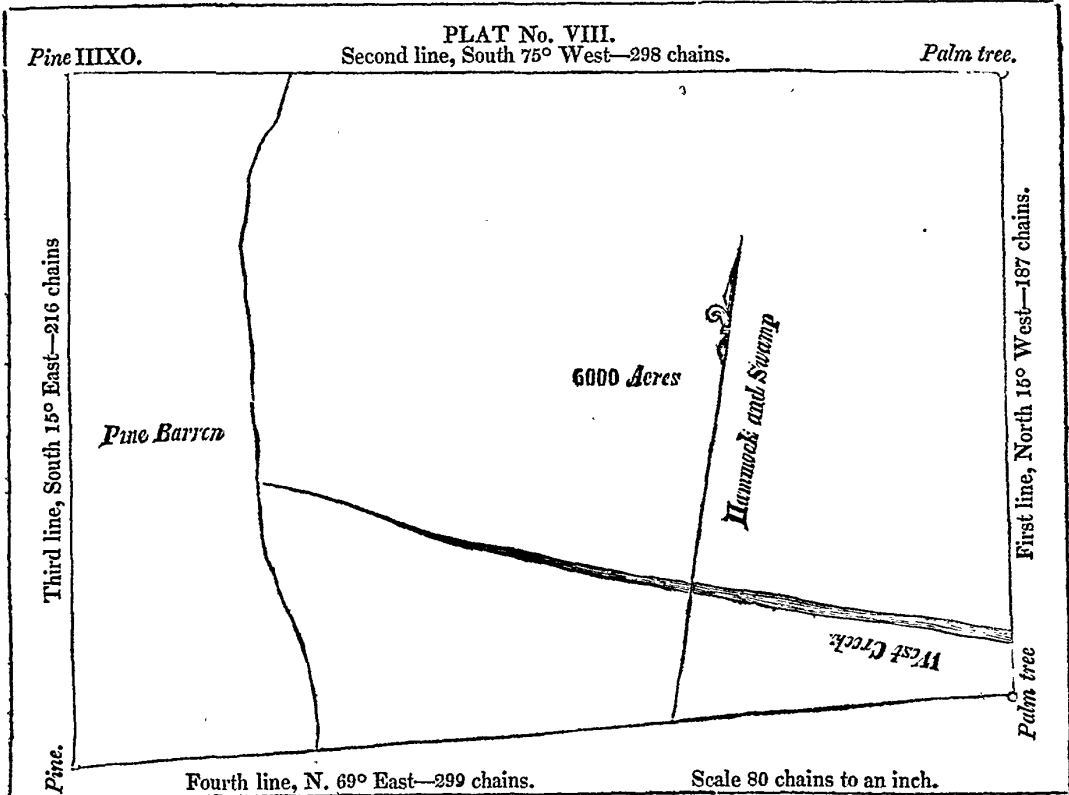 PLAT No. VIII.
Pine IIIXO.
Second line, South 75° West—298 chains.
Palm tree.
Third line, South 15° East—216 chains
First line, North 15° West—187 chains.
6000 Acres
Hammock and Swamp
Pine Barren
West Creek.
Palm tree
Pine.
Fourth line, N. 69° East—299 chains.
Scale 80 chains to an inch.